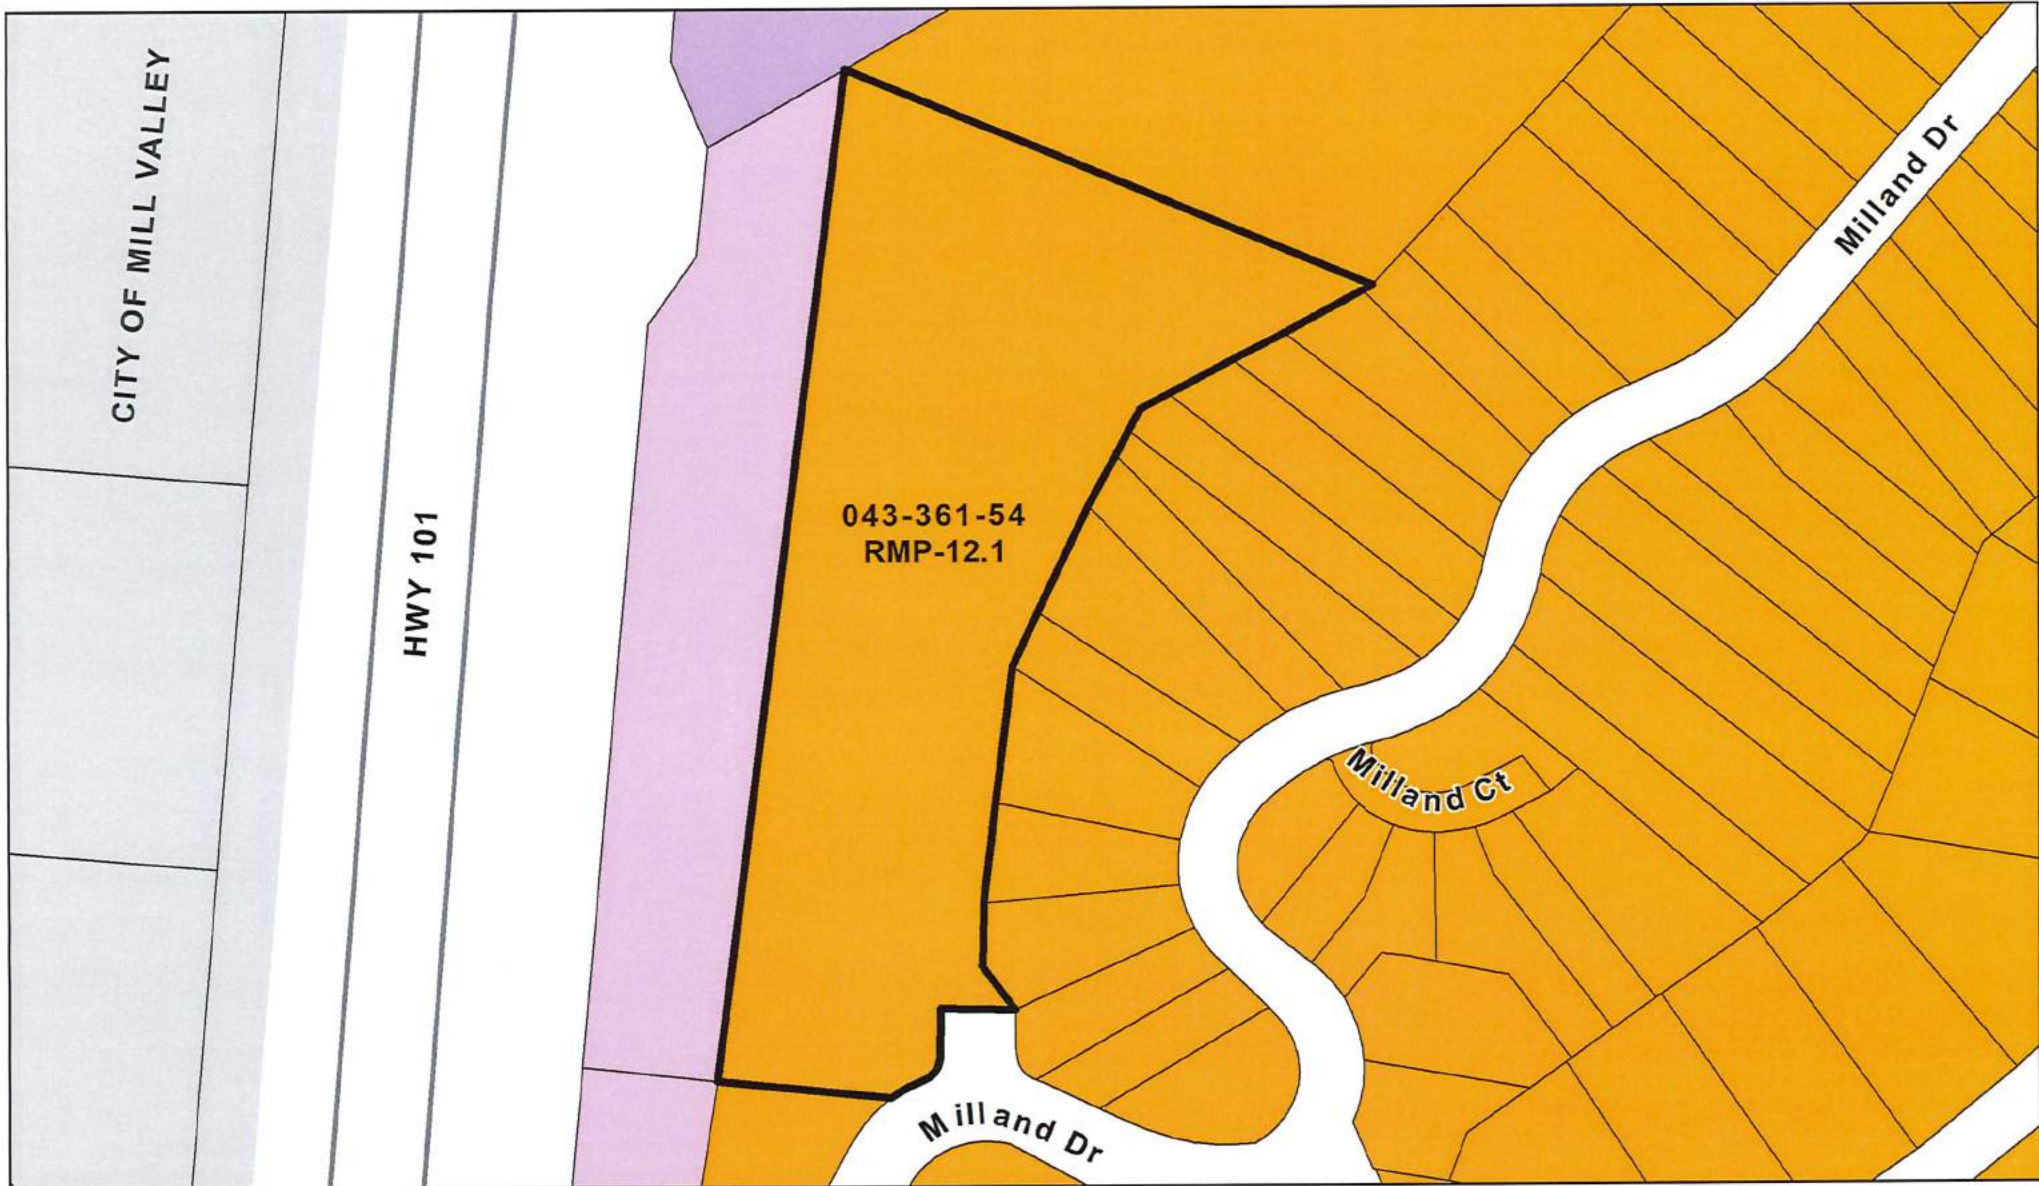 CITY OF MILL VALLEY
HWY 101
043-361-54
RMP-12.1
Milland Dr
Milland Ct
Milland Dr